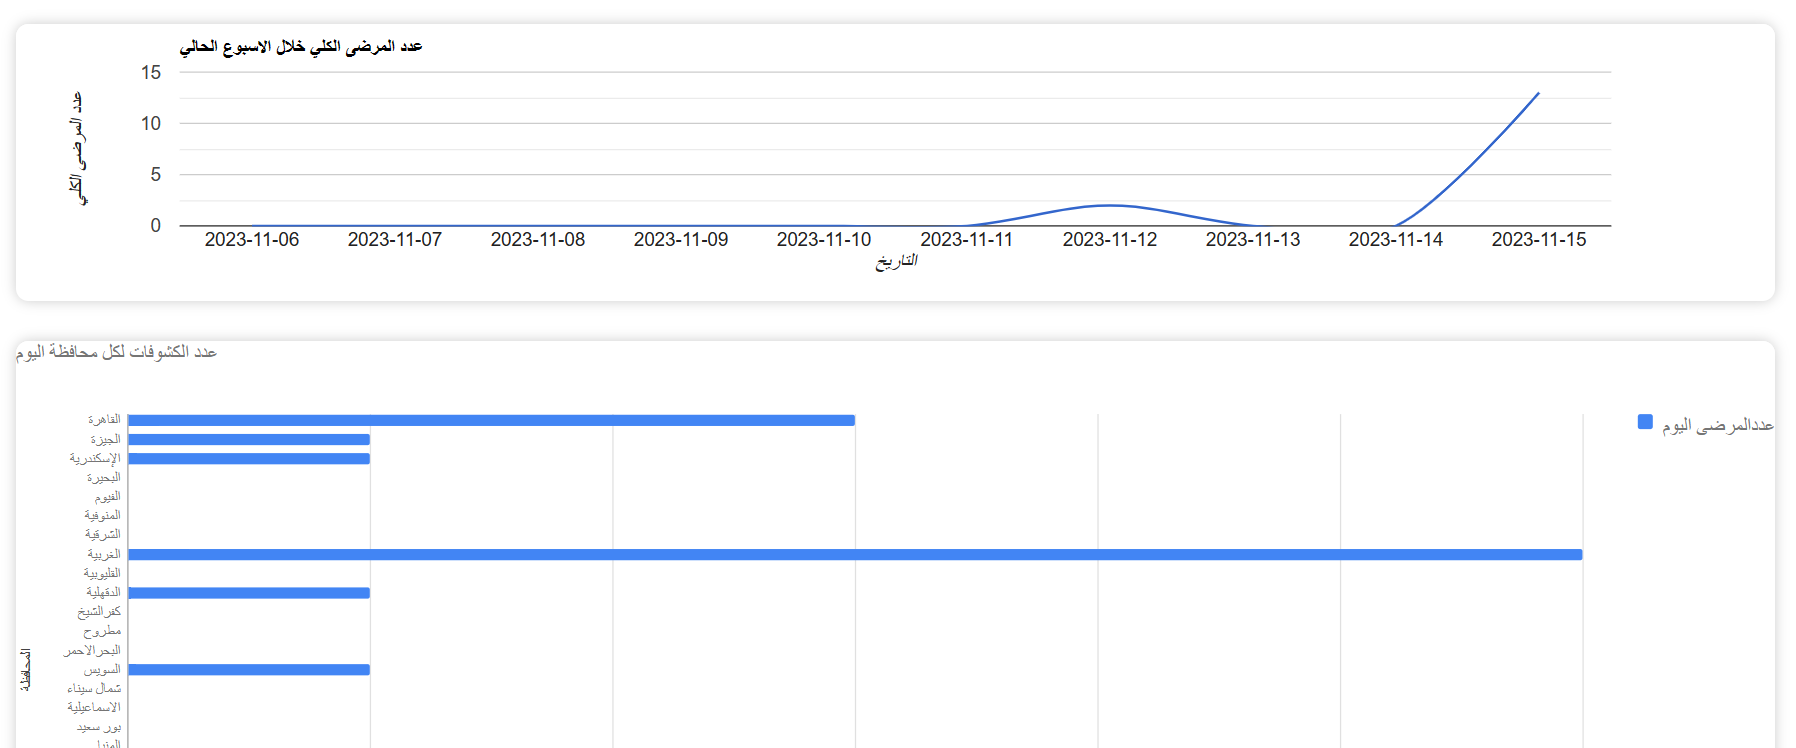 عدد المرضى الكلي خلال الاسبوع الحالي
15
10
5
0
عدد المرضى الكلي
2023-11-06 2023-11-07 2023-11-08 2023-11-09 2023-11-10 2023-11-11 2023-11-12 2023-11-13 2023-11-14 2023-11-15
التاريخ
عدد الكشوفات لكل محافظة اليوم
عددالمرضى اليوم
القاهرة
الجيزة
الإسكندرية
البحيرة
الفيوم
المنوفية
الشرقية
الغربية
القليوبية
الدقهلية
كفرالشيخ
مطروح
البحرالاحمر
السويس
شمال سيناء
الاسماعيلية
بور سعيد
المنيا
المحافظة